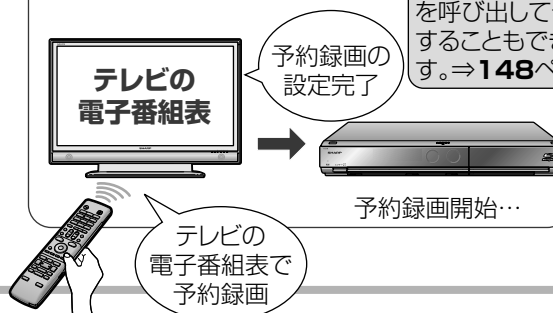 を呼び出して
することもでき
す。⇒148ペ
予約録画の
設定完了
テレビの
電子番組表
SHARP
SHARP
予約録画開始…
テレビの
電子番組表で
予約録画